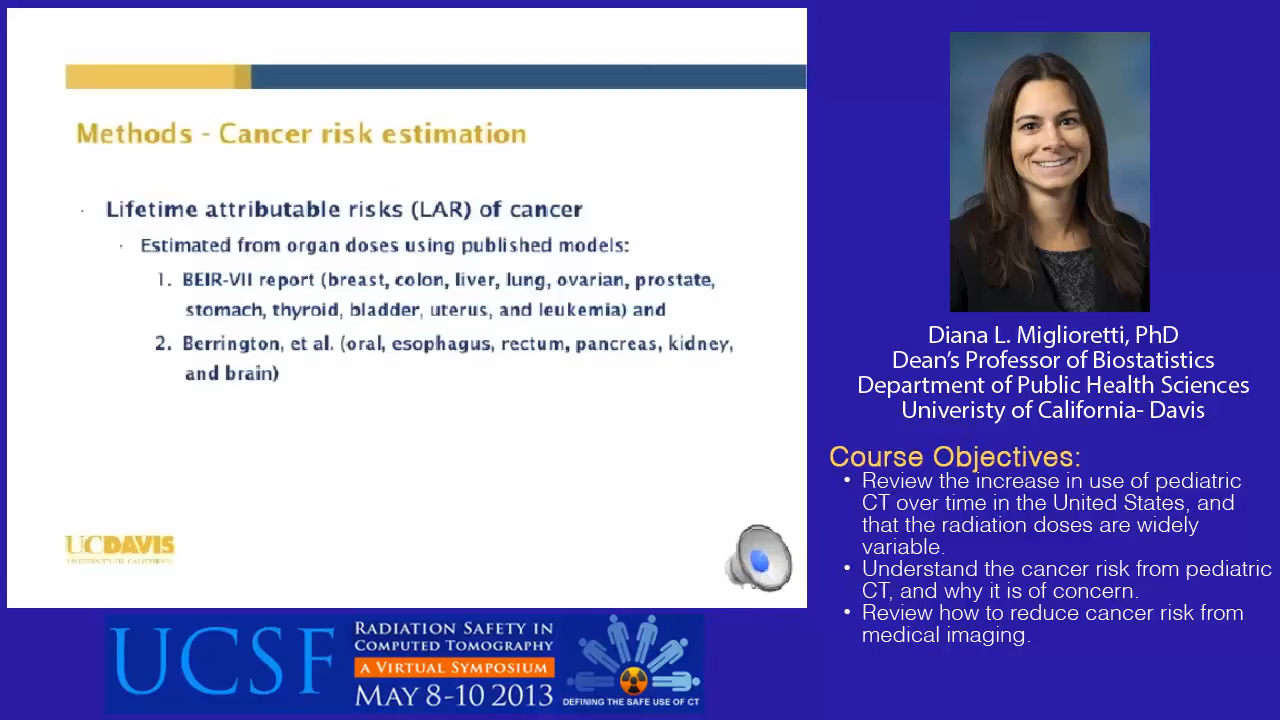 Methods - Cancer risk estimation
· Lifetime attributable risks (LAR) of cancer
· Estimated from organ doses using published models:
1. BEIR-VII report (breast, colon, liver, lung, ovarian, prostate,
stomach, thyroid, bladder, uterus, and leukemia) and
2. Berrington, et al. (oral, esophagus, rectum, pancreas, kidney,
and brain)
UCDAVIS
UNIVERSITY OF CALIFORNIA
Diana L. Miglioretti, PhD
Dean's Professor of Biostatistics
Department of Public Health Sciences
Univeristy of California- Davis
Course Objectives:
• Review the increase in use of pediatric
CT over time in the United States, and
that the radiation doses are widely
variable.
• Understand the cancer risk from pediatric
CT, and why it is of concern.
• Review how to reduce cancer risk from
medical imaging.
UCSF
RADIATION SAFETY IN
COMPUTED TOMOGRAPHY
A VIRTUAL SYMPOSIUM
MAY 8-10 2013
DEFINING THE SAFE USE OF CT